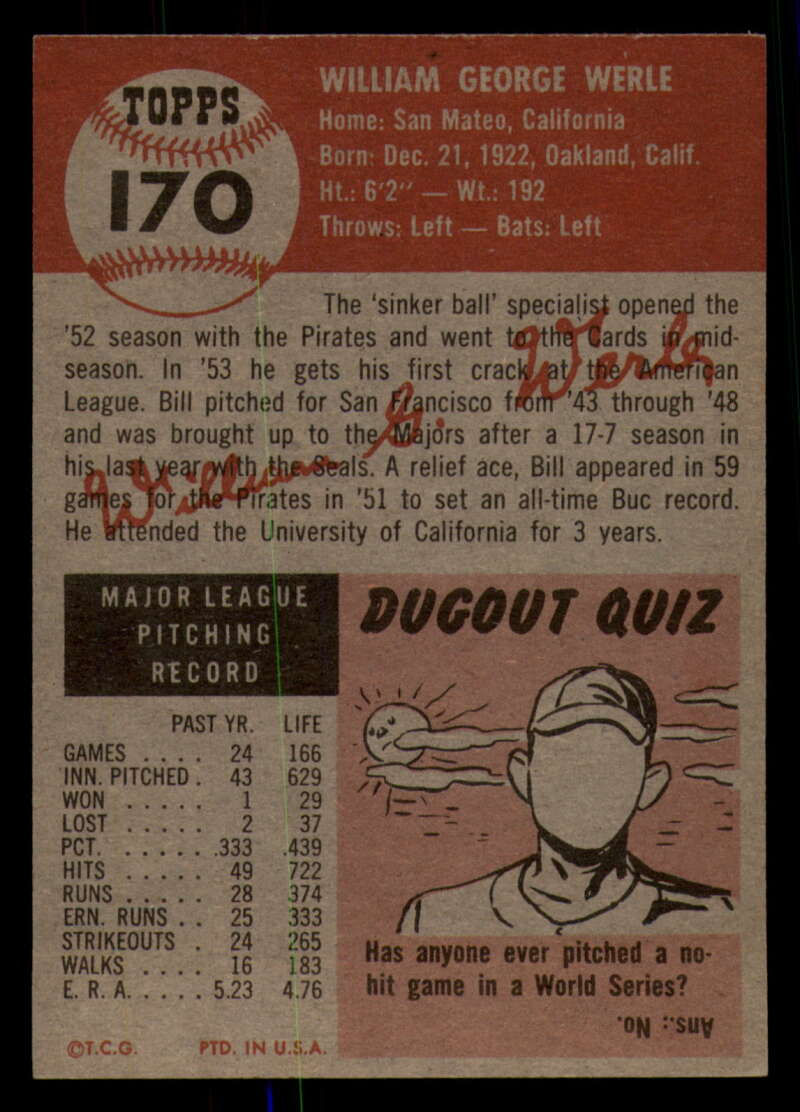 TOPPS
170
WILLIAM GEORGE WERLE
Home: San Mateo, California
Born: Dec. 21, 1922, Oakland, Calif.
Ht.: 6'2" — Wt.: 192
Throws: Left — Bats: Left
The 'sinker ball' specialist opened the
'52 season with the Pirates and went to the Cards in mid-
season. In '53 he gets his first crack at the American
League. Bill pitched for San Francisco from '43 through '48
and was brought up to the Majors after a 17-7 season in
his last year with the Seals. A relief ace, Bill appeared in 59
games for the Pirates in '51 to set an all-time Buc record.
He attended the University of California for 3 years.
William Werle
MAJOR LEAGUE
PITCHING
RECORD
PAST YR. LIFE
GAMES .... 24 166
INN. PITCHED . 43 629
WON ..... 1 29
LOST ..... 2 37
PCT. ..... .333 .439
HITS ..... 49 722
RUNS ..... 28 374
ERN. RUNS .. 25 333
STRIKEOUTS . 24 265
WALKS .... 16 183
E. R. A. .... 5.23 4.76
©T.C.G. PTD. IN U.S.A.
DUGOUT QUIZ
Has anyone ever pitched a no-
hit game in a World Series?
Ans.: No.